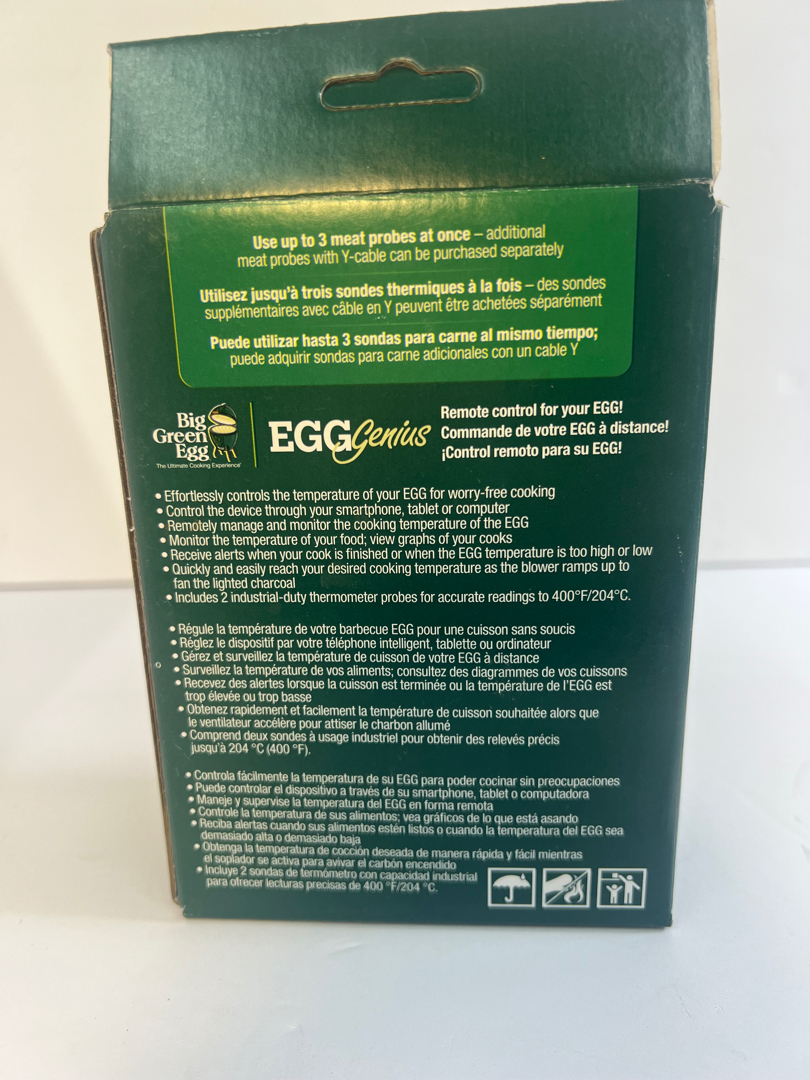 Use up to 3 meat probes at once – additional
meat probes with Y-cable can be purchased separately
Utilisez jusqu'à trois sondes thermiques à la fois – des sondes
supplémentaires avec câble en Y peuvent être achetées séparément
Puede utilizar hasta 3 sondas para carne al mismo tiempo;
puede adquirir sondas para carne adicionales con un cable Y
Big
Green
Egg
The Ultimate Cooking Experience®
EGGGenius
Remote control for your EGG!
Commande de votre EGG à distance!
¡Control remoto para su EGG!
• Effortlessly controls the temperature of your EGG for worry-free cooking
• Control the device through your smartphone, tablet or computer
• Remotely manage and monitor the cooking temperature of the EGG
• Monitor the temperature of your food; view graphs of your cooks
• Receive alerts when your cook is finished or when the EGG temperature is too high or low
• Quickly and easily reach your desired cooking temperature as the blower ramps up to
fan the lighted charcoal
• Includes 2 industrial-duty thermometer probes for accurate readings to 400°F/204°C.
• Régule la température de votre barbecue EGG pour une cuisson sans soucis
• Réglez le dispositif par votre téléphone intelligent, tablette ou ordinateur
• Gérez et surveillez la température de cuisson de votre EGG à distance
• Surveillez la température de vos aliments; consultez des diagrammes de vos cuissons
• Recevez des alertes lorsque la cuisson est terminée ou la température de l'EGG est
trop élevée ou trop basse
• Obtenez rapidement et facilement la température de cuisson souhaitée alors que
le ventilateur accélère pour attiser le charbon allumé
• Comprend deux sondes à usage industriel pour obtenir des relevés précis
jusqu'à 204 °C (400 °F).
• Controla fácilmente la temperatura de su EGG para poder cocinar sin preocupaciones
• Puede controlar el dispositivo a través de su smartphone, tablet o computadora
• Maneje y supervise la temperatura del EGG en forma remota
• Controle la temperatura de sus alimentos; vea gráficos de lo que está asando
• Reciba alertas cuando sus alimentos estén listos o cuando la temperatura del EGG sea
demasiado alta o demasiado baja
• Obtenga la temperatura de cocción deseada de manera rápida y fácil mientras
el soplador se activa para avivar el carbón encendido
• Incluye 2 sondas de termómetro con capacidad industrial
para ofrecer lecturas precisas de 400 °F/204 °C.